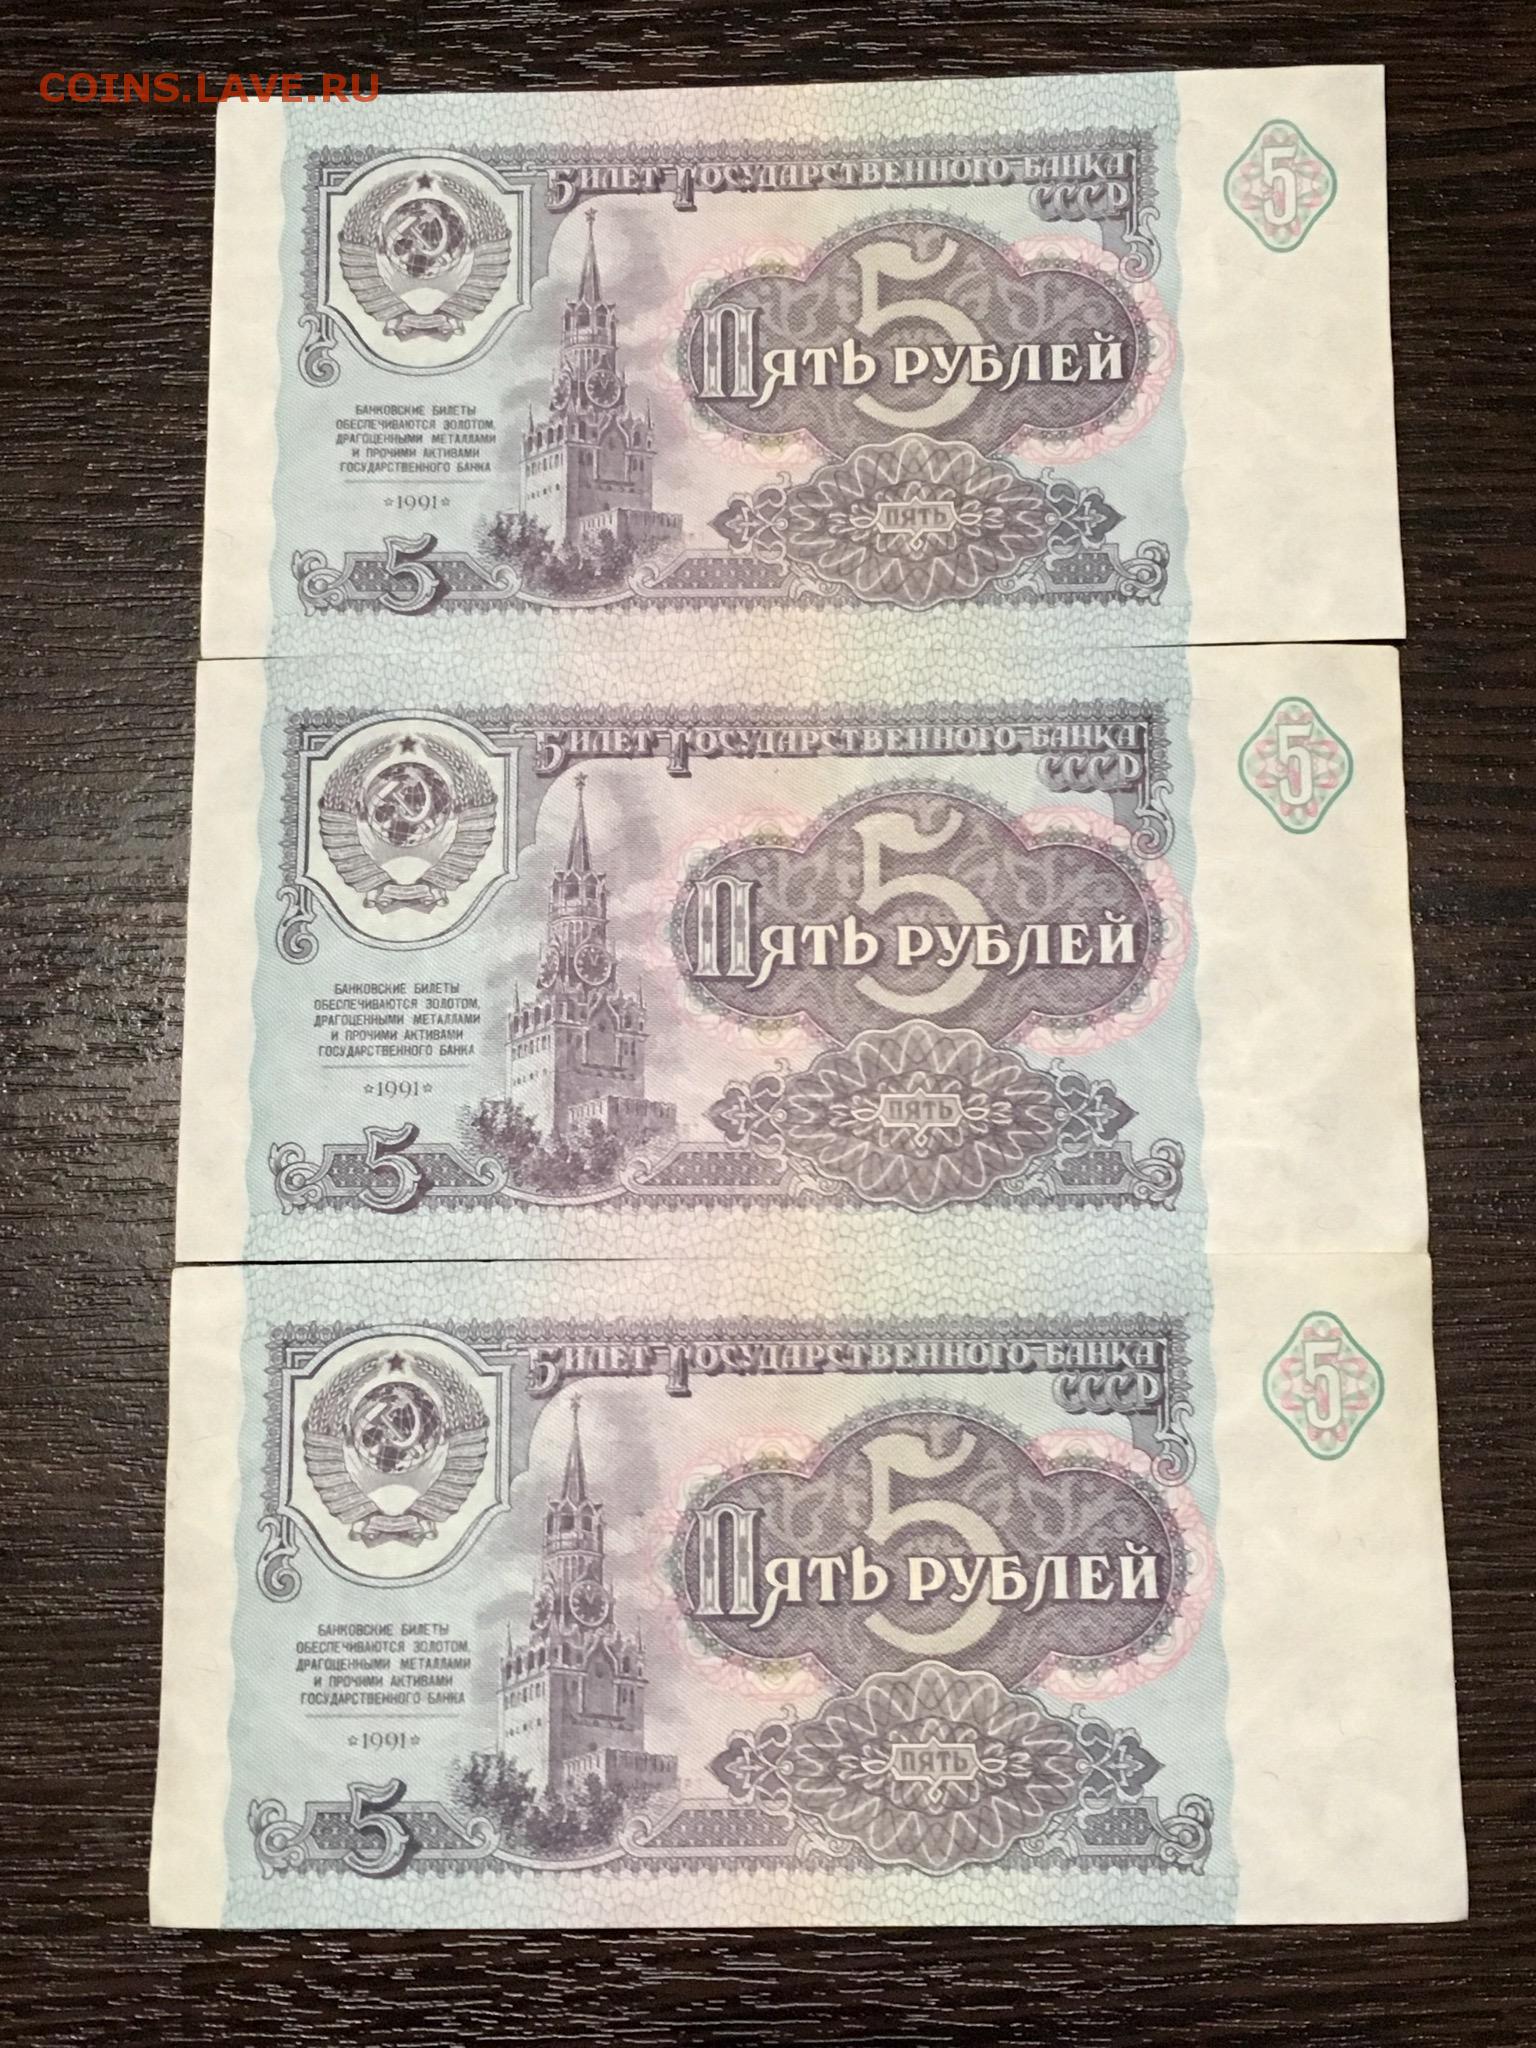 COINS.LAVE.RU
БИЛЕТ ГОСУДАРСТВЕННОГО БАНКА
СССР
5
5
ПЯТЬ РУБЛЕЙ
БАНКОВСКИЕ БИЛЕТЫ
ОБЕСПЕЧИВАЮТСЯ ЗОЛОТОМ,
ДРАГОЦЕННЫМИ МЕТАЛЛАМИ
И ПРОЧИМИ АКТИВАМИ
ГОСУДАРСТВЕННОГО БАНКА
☆1991☆
ПЯТЬ
5
БИЛЕТ ГОСУДАРСТВЕННОГО БАНКА
СССР
5
5
ПЯТЬ РУБЛЕЙ
БАНКОВСКИЕ БИЛЕТЫ
ОБЕСПЕЧИВАЮТСЯ ЗОЛОТОМ,
ДРАГОЦЕННЫМИ МЕТАЛЛАМИ
И ПРОЧИМИ АКТИВАМИ
ГОСУДАРСТВЕННОГО БАНКА
☆1991☆
ПЯТЬ
5
БИЛЕТ ГОСУДАРСТВЕННОГО БАНКА
СССР
5
5
ПЯТЬ РУБЛЕЙ
БАНКОВСКИЕ БИЛЕТЫ
ОБЕСПЕЧИВАЮТСЯ ЗОЛОТОМ,
ДРАГОЦЕННЫМИ МЕТАЛЛАМИ
И ПРОЧИМИ АКТИВАМИ
ГОСУДАРСТВЕННОГО БАНКА
☆1991☆
ПЯТЬ
5